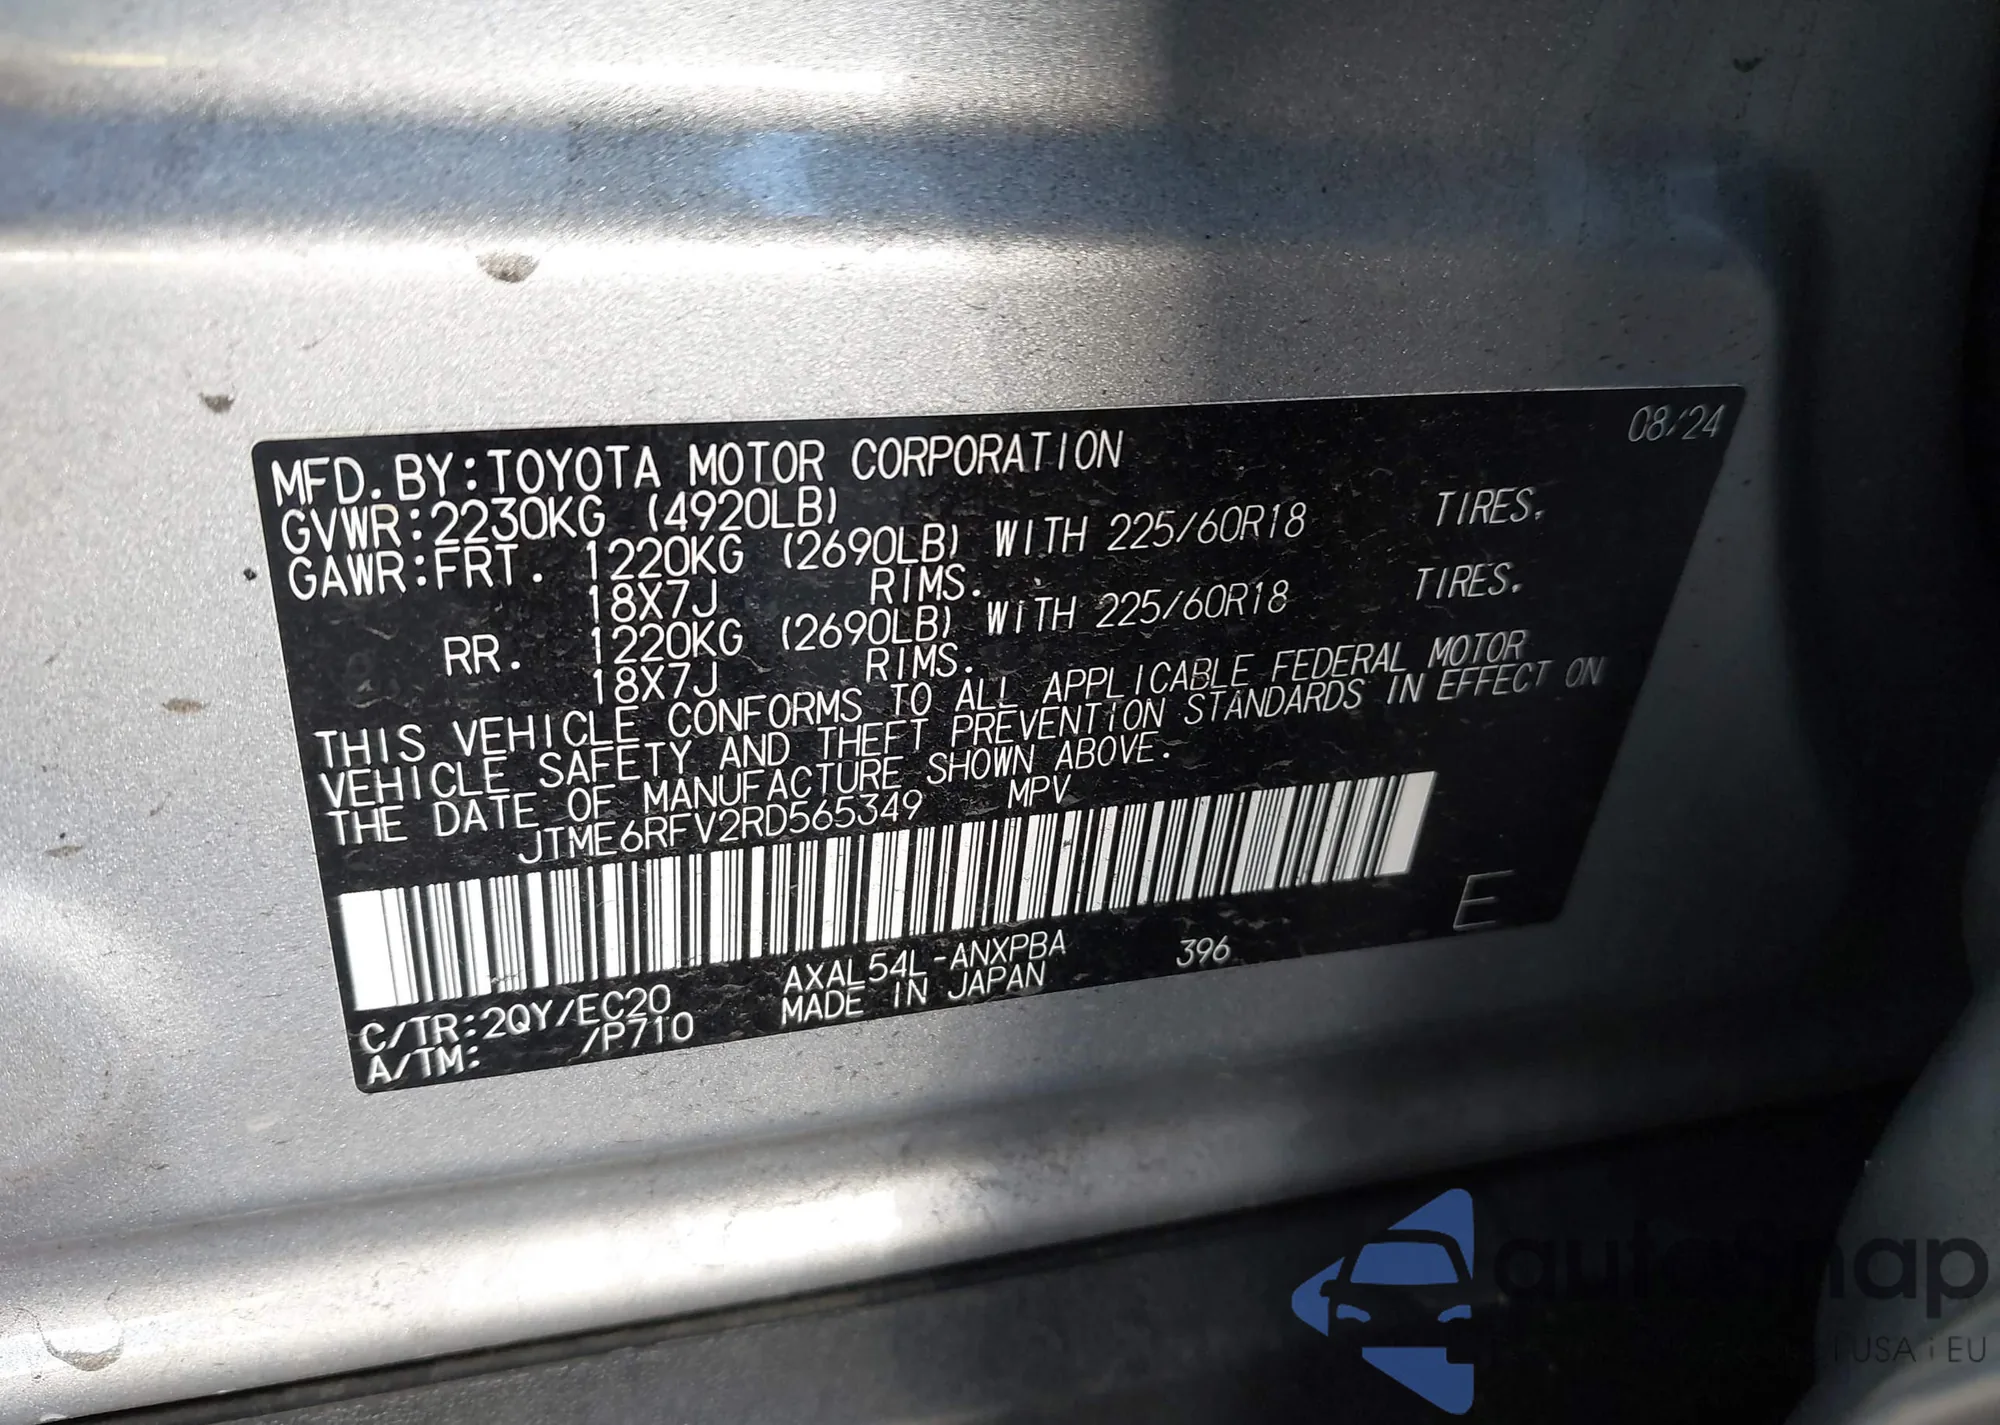 08/24
MFD. BY:TOYOTA MOTOR CORPORATION
GVWR:2230KG (4920LB)
GAWR:FRT. 1220KG (2690LB) WITH 225/60R18 TIRES.
18X7J RIMS.
RR. 1220KG (2690LB) WITH 225/60R18 TIRES.
18X7J RIMS.
THIS VEHICLE CONFORMS TO ALL APPLICABLE FEDERAL MOTOR
VEHICLE SAFETY AND THEFT PREVENTION STANDARDS IN EFFECT ON
THE DATE OF MANUFACTURE SHOWN ABOVE.
JTME6RFV2RD565349 MPV
E
C/TR:2QY/EC20 AXAL54L-ANXPBA 396
A/TM: /P710 MADE IN JAPAN
USA | EU